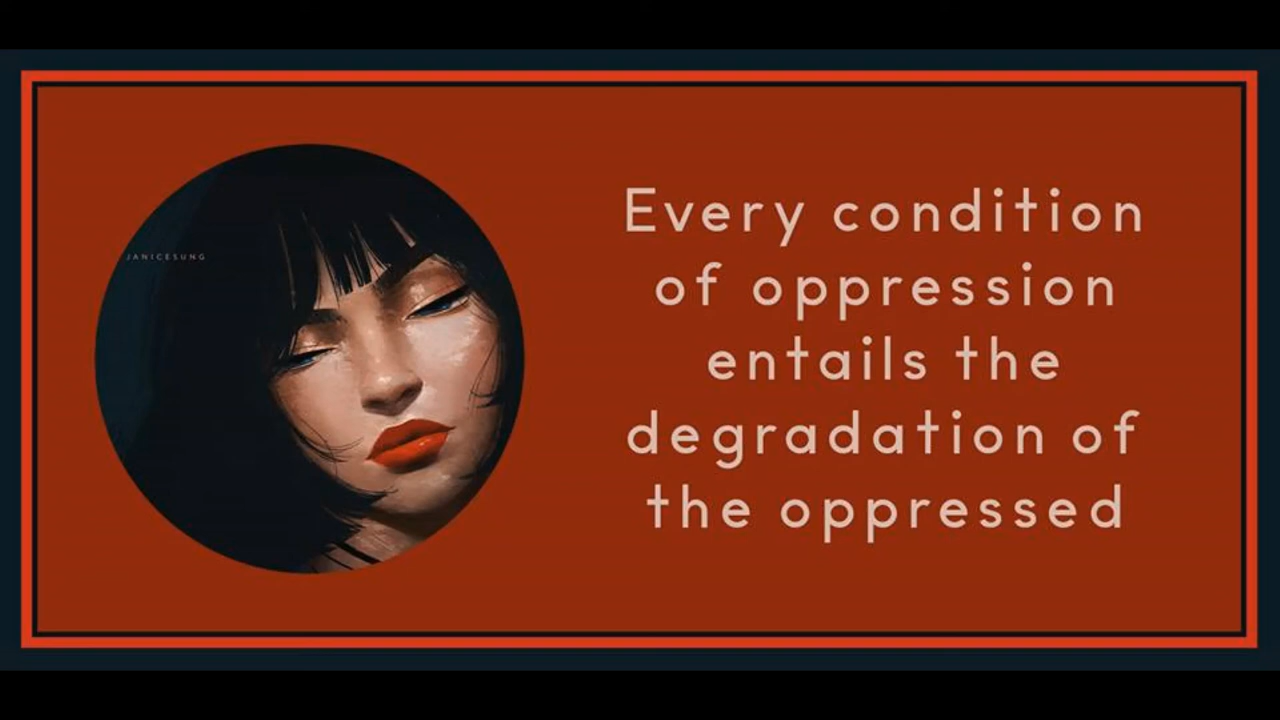 JANICESUNG
Every condition
of oppression
entails the
degradation of
the oppressed